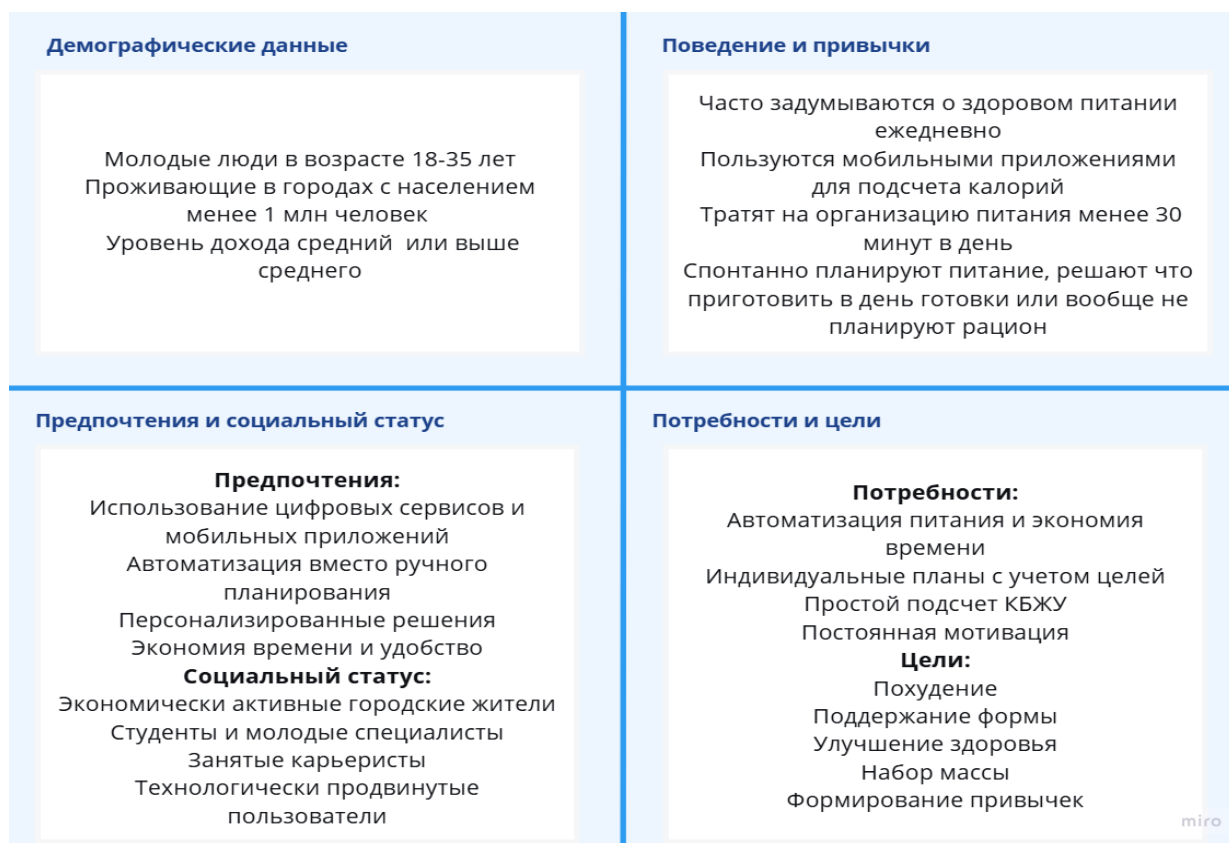 Демографические данные
Молодые люди в возрасте 18-35 лет
Проживающие в городах с населением
менее 1 млн человек
Уровень дохода средний или выше
среднего
Поведение и привычки
Часто задумываются о здоровом питании
ежедневно
Пользуются мобильными приложениями
для подсчета калорий
Тратят на организацию питания менее 30
минут в день
Спонтанно планируют питание, решают что
приготовить в день готовки или вообще не
планируют рацион
Предпочтения и социальный статус
Предпочтения:
Использование цифровых сервисов и
мобильных приложений
Автоматизация вместо ручного
планирования
Персонализированные решения
Экономия времени и удобство
Социальный статус:
Экономически активные городские жители
Студенты и молодые специалисты
Занятые карьеристы
Технологически продвинутые
пользователи
Потребности и цели
Потребности:
Автоматизация питания и экономия
времени
Индивидуальные планы с учетом целей
Простой подсчет КБЖУ
Постоянная мотивация
Цели:
Похудение
Поддержание формы
Улучшение здоровья
Набор массы
Формирование привычек
miro